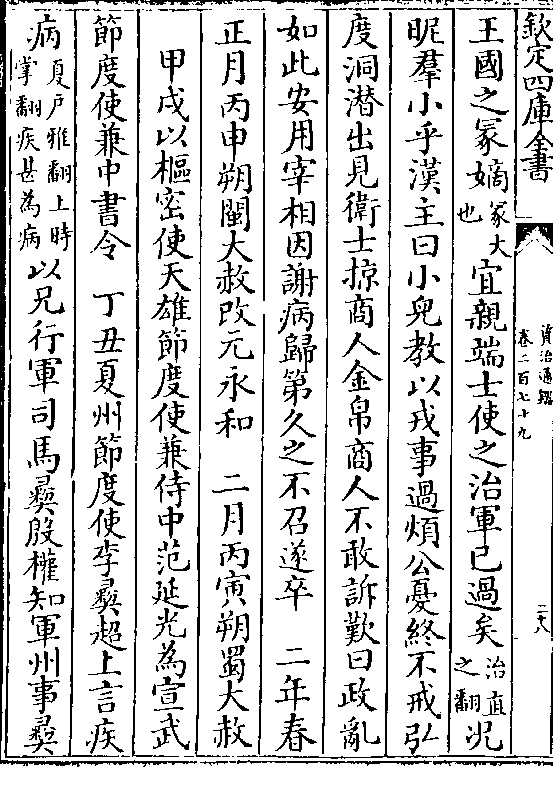 欽定四庫全書
資治通鑑
卷二百七十九
二十八
王國之冡嫡冡大也宜親端士使之治軍已過矣治直之翻况
昵羣小乎漢主曰小兒教以戎事過煩公憂終不戒弘
度洞潜出見衛士掠商人金帛商人不敢訴歎曰政亂
如此安用宰相因謝病歸第久之不召遂卒　二年春
正月丙申朔閩大赦改元永和　二月丙寅朔蜀大赦
甲戌以樞密使天雄節度使兼侍中范延光為宣武
節度使兼中書令　丁丑夏州節度使李彞超上言疾
病夏户雅翻上時掌翻疾甚為病以兄行軍司馬彞殷權知軍州事彞